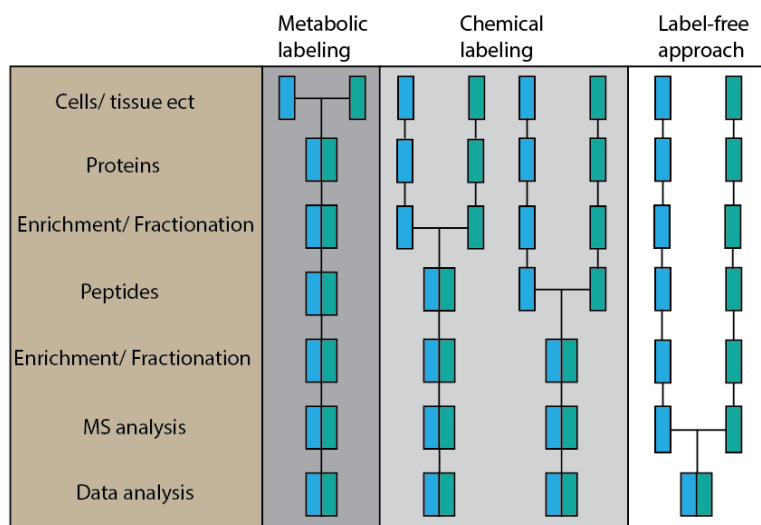 Metabolic
labeling
Chemical
labeling
Label-free
approach
Cells/ tissue ect
Proteins
Enrichment/ Fractionation
Peptides
Enrichment/ Fractionation
MS analysis
Data analysis